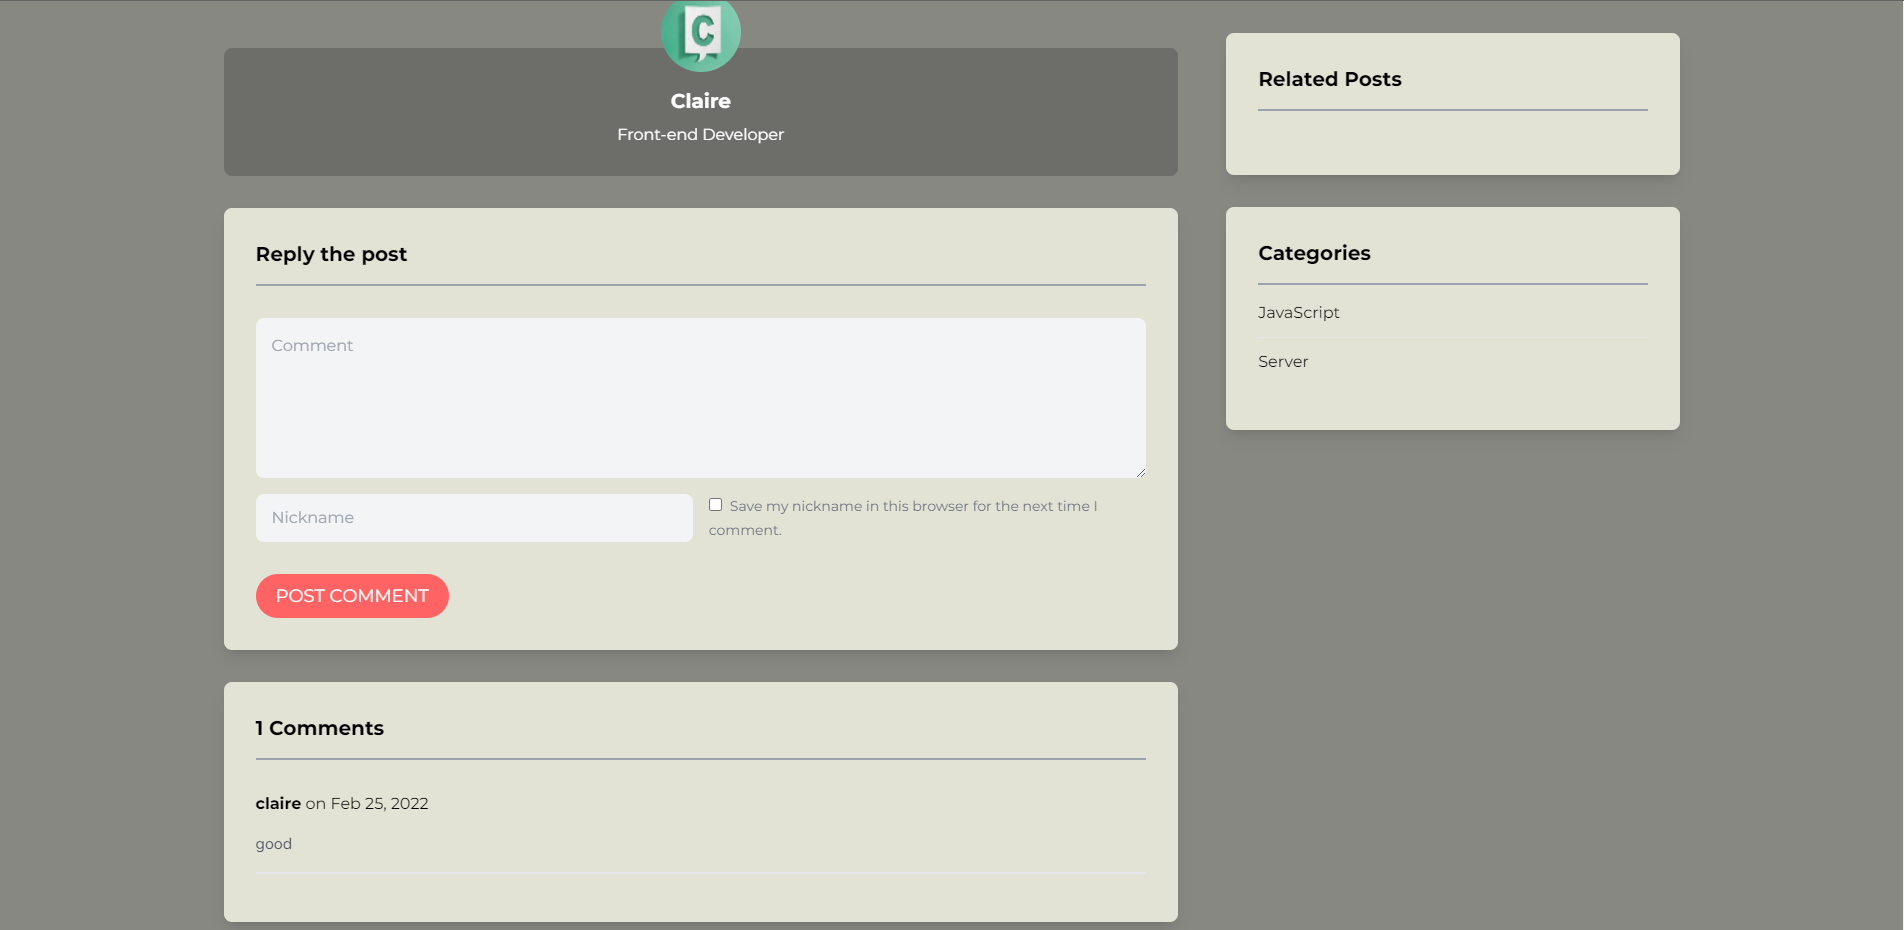 C
Claire
Front-end Developer
Reply the post
Comment
Nickname
Save my nickname in this browser for the next time I
comment.
POST COMMENT
1 Comments
claire on Feb 25, 2022
good
Related Posts
Categories
JavaScript
Server